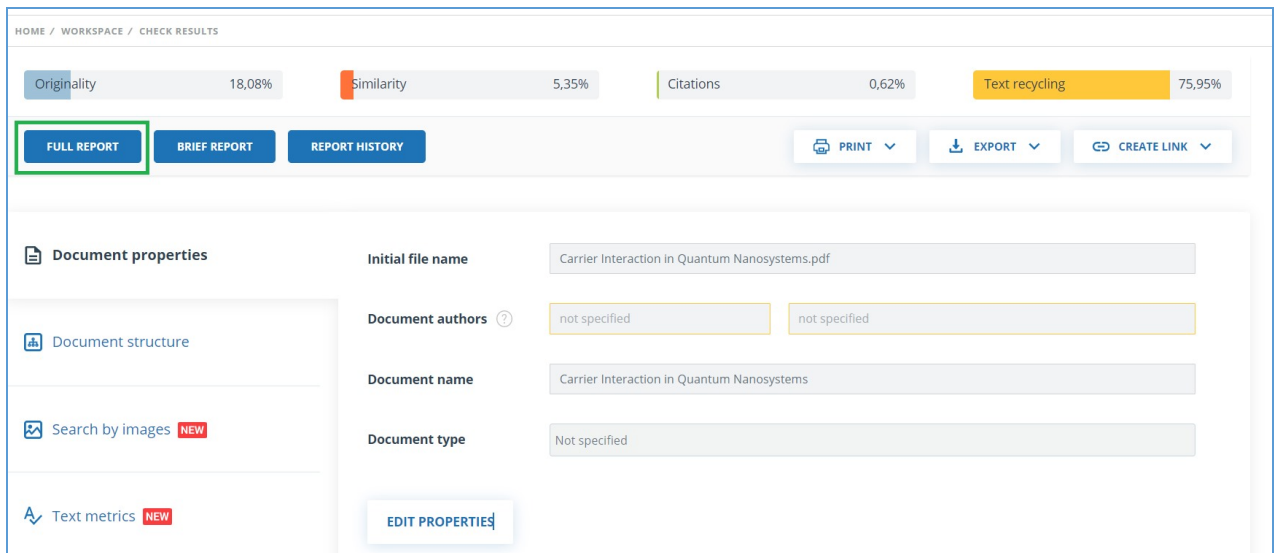 HOME / WORKSPACE / CHECK RESULTS
Originality 18,08% Similarity 5,35% Citations 0,62% Text recycling 75,95%
FULL REPORT BRIEF REPORT REPORT HISTORY PRINT EXPORT CREATE LINK
Document properties
Document structure
Search by images NEW
Text metrics NEW
Initial file name Carrier Interaction in Quantum Nanosystems.pdf
Document authors ? not specified not specified
Document name Carrier Interaction in Quantum Nanosystems
Document type Not specified
EDIT PROPERTIES